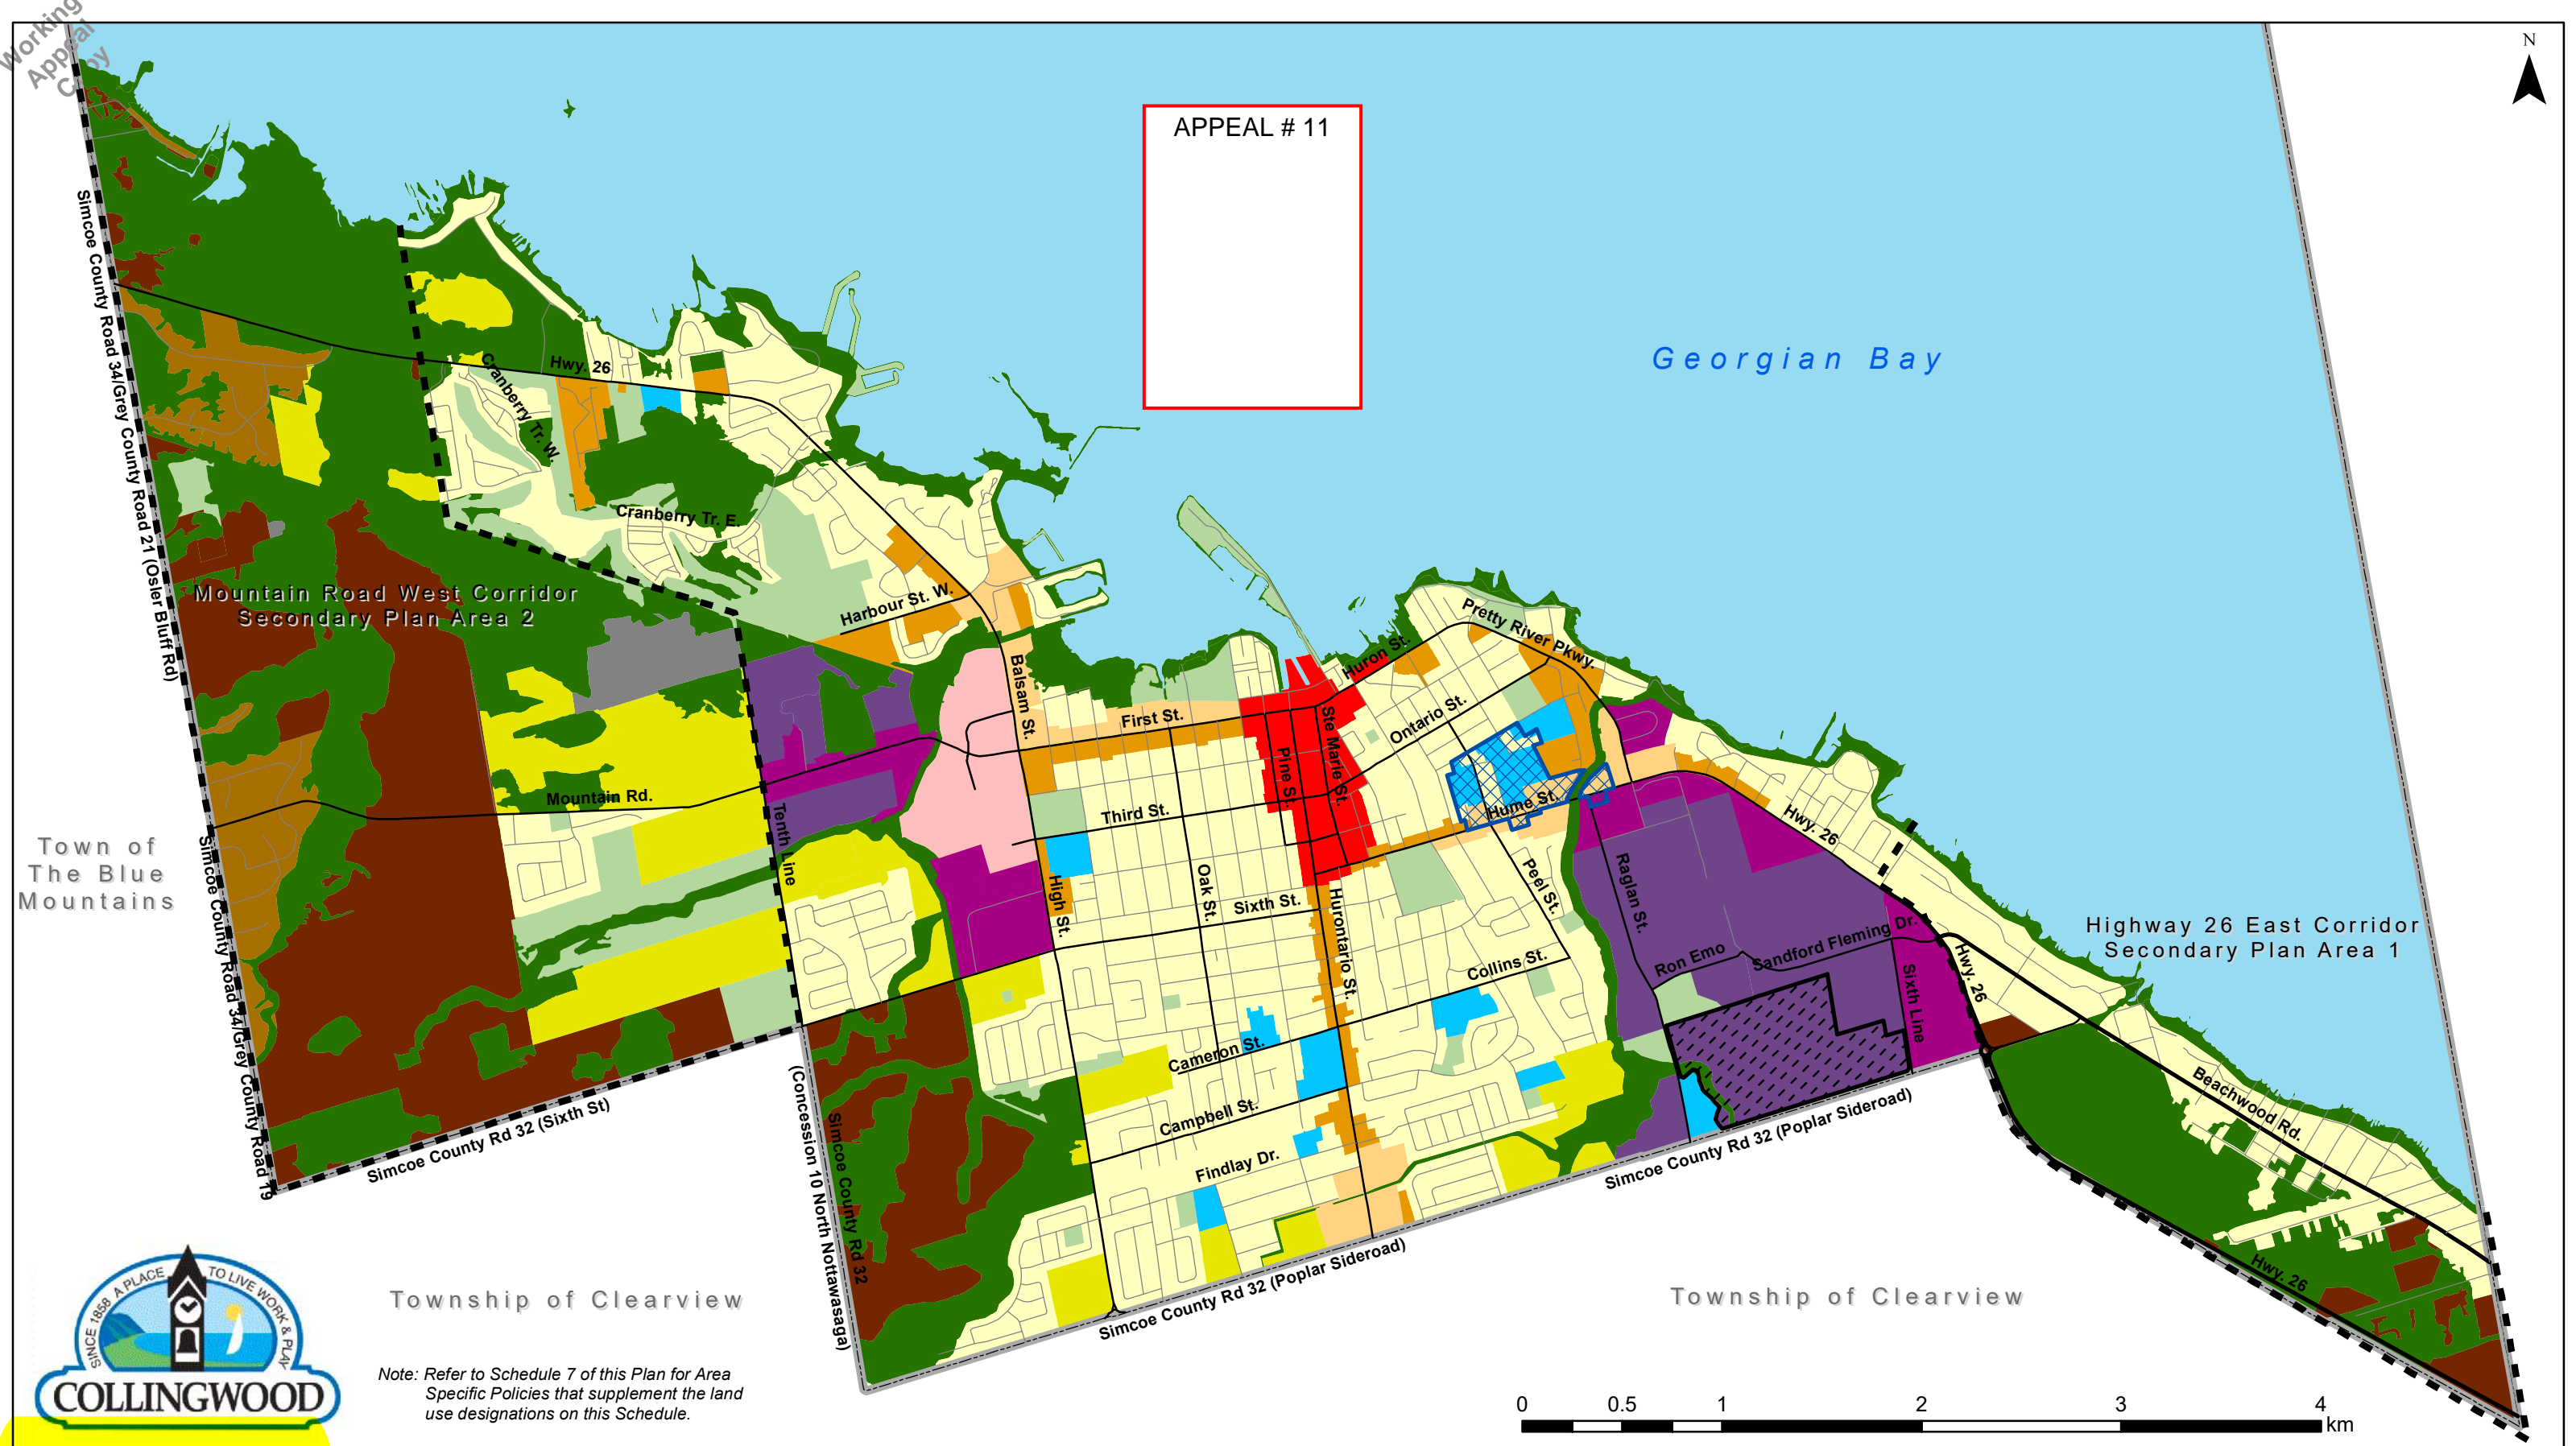 Working
Appeal
Copy
N
APPEAL # 11
Georgian Bay
Simcoe County Road 34/Grey County Road 21 (Osler Bluff Rd)
Hwy. 26
Cranberry Tr. W.
Cranberry Tr. E.
Mountain Road West Corridor
Secondary Plan Area 2
Harbour St. W.
Balsam St.
First St.
Huron St.
Pretty River Pkwy.
Ontario St.
Ste Marie St.
Pine St.
Hume St.
Mountain Rd.
Tenth Line
Third St.
High St.
Oak St.
Sixth St.
Hurontario St.
Peel St.
Raglan St.
Hwy. 26
Town of
The Blue
Mountains
Simcoe County Road 34/Grey County Road 19
Highway 26 East Corridor
Secondary Plan Area 1
Ron Emo
Sandford Fleming Dr.
Sixth Line
Hwy. 26
Collins St.
Cameron St.
Campbell St.
Findlay Dr.
Beachwood Rd.
Simcoe County Rd 32 (Sixth St)
(Concession 10 North Nottawasaga)
Simcoe County Rd 32
Simcoe County Rd 32 (Poplar Sideroad)
Simcoe County Rd 32 (Poplar Sideroad)
Hwy. 26
Township of Clearview
Township of Clearview
SINCE 1858 A PLACE TO LIVE WORK & PLAY
COLLINGWOOD
Note: Refer to Schedule 7 of this Plan for Area
Specific Policies that supplement the land
use designations on this Schedule.
0 0.5 1 2 3 4
km